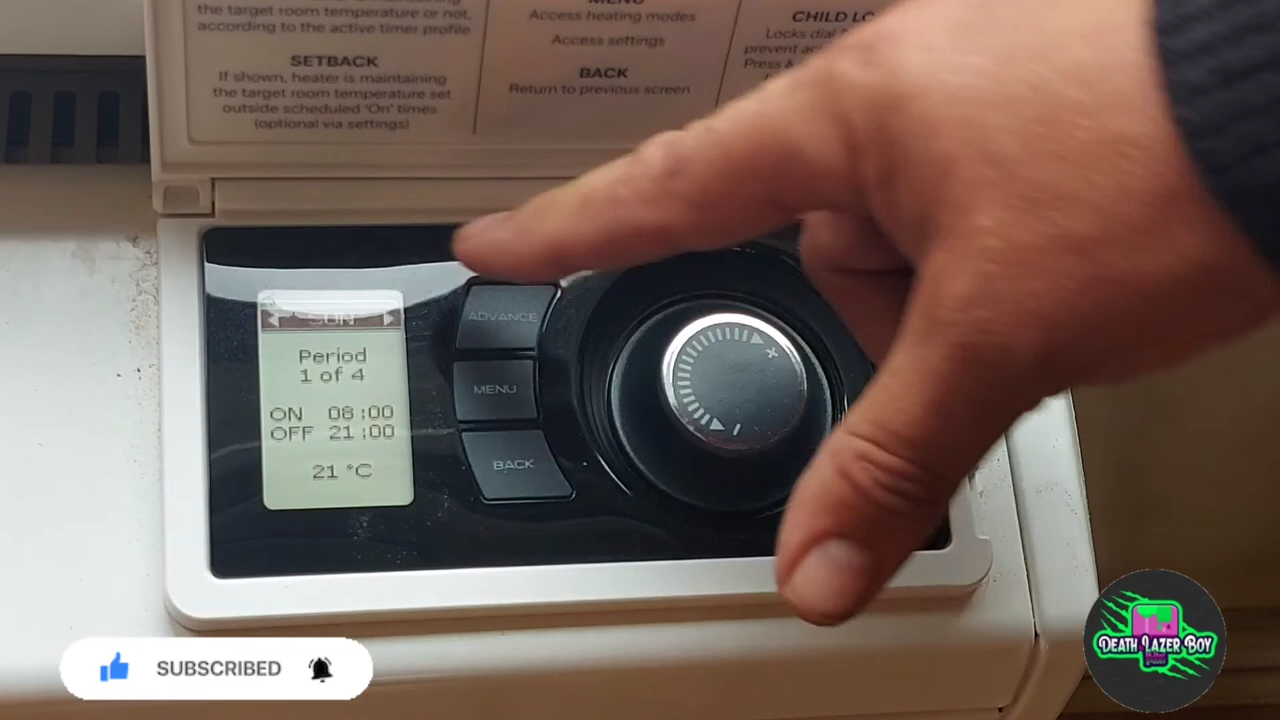 the target room temperature or not,
according to the active timer profile
SETBACK
If shown, heater is maintaining
the target room temperature set
outside scheduled 'On' times
(optional via settings)
MENU
Access heating modes
Access settings
BACK
Return to previous screen
CHILD
Locks dial
prevent
Press &
SUN
Period
1 of 4
ON 08:00
OFF 21:00
21 °C
ADVANCE
MENU
BACK
+
SUBSCRIBED
DEATH LAZER BOY